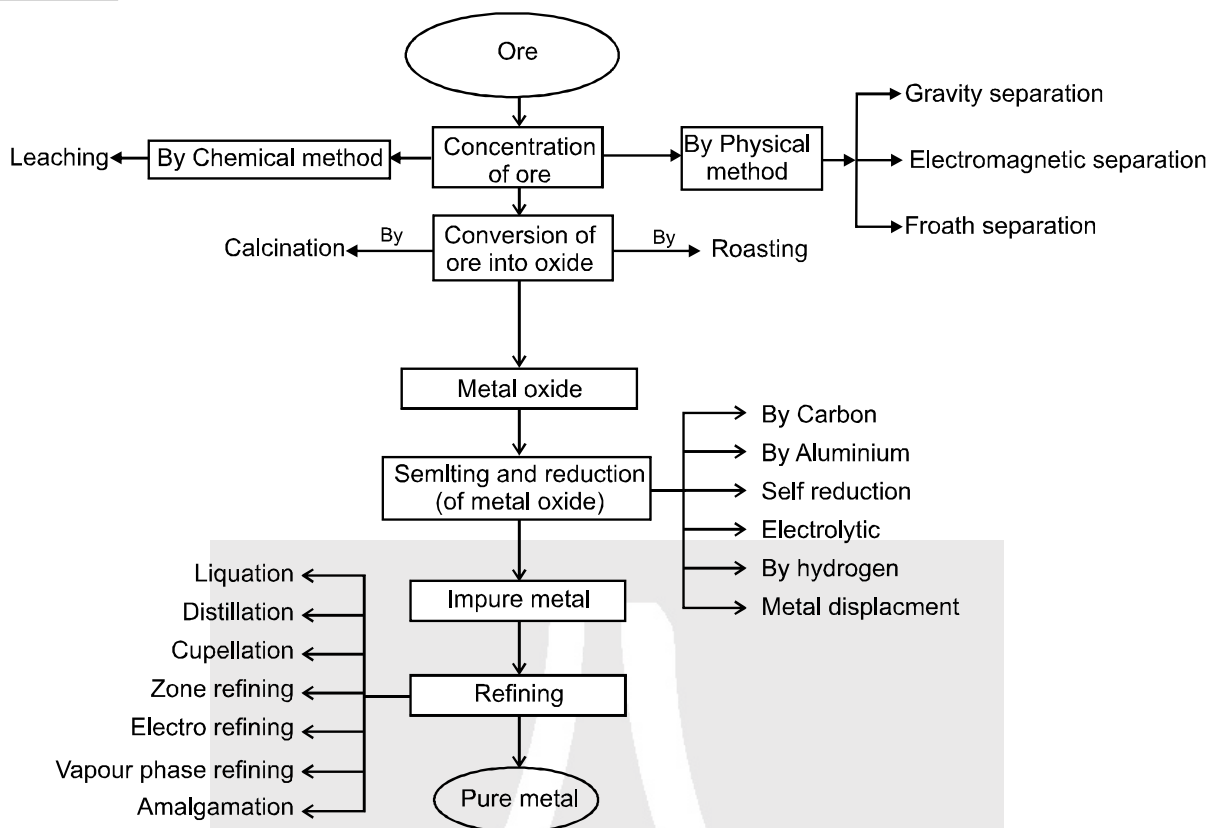 Ore
Gravity separation
Leaching
By Chemical method
Concentration
of ore
By Physical
method
Electromagnetic separation
Froath separation
Calcination
By
Conversion of
ore into oxide
By
Roasting
Metal oxide
By Carbon
By Aluminium
Semlting and reduction
(of metal oxide)
Self reduction
Electrolytic
By hydrogen
Metal displacment
Impure metal
Liquation
Distillation
Cupellation
Zone refining
Refining
Electro refining
Vapour phase refining
Amalgamation
Pure metal